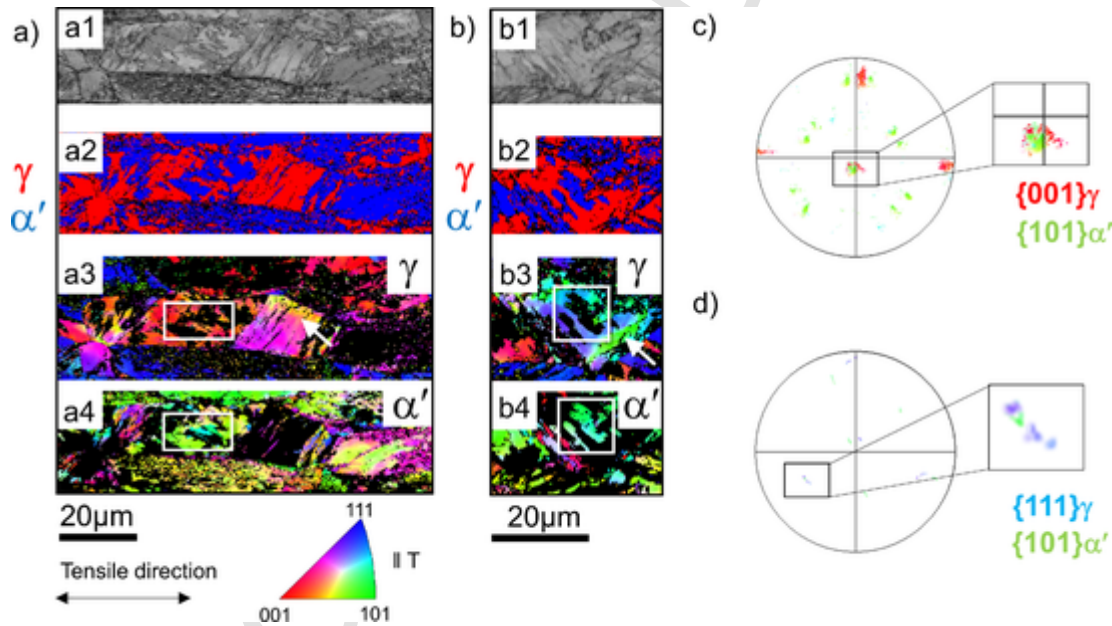 a)
a1
b)
b1
c)
a2
b2
γ
α′
γ
α′
{001}γ
{101}α′
a3
γ
b3
γ
d)
a4
α′
b4
α′
20μm
20μm
111
∥ T
001
101
Tensile direction
{111}γ
{101}α′